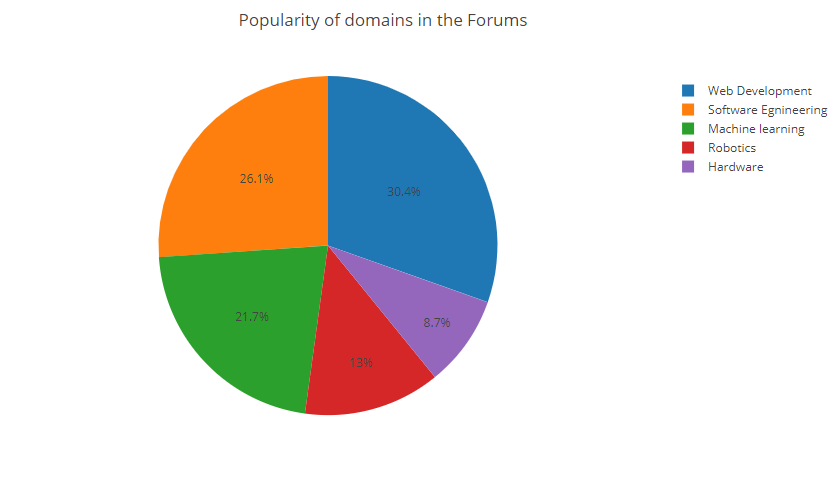 Popularity of domains in the Forums
Web Development
Software Egnineering
Machine learning
Robotics
Hardware
26.1%
30.4%
21.7%
8.7%
13%